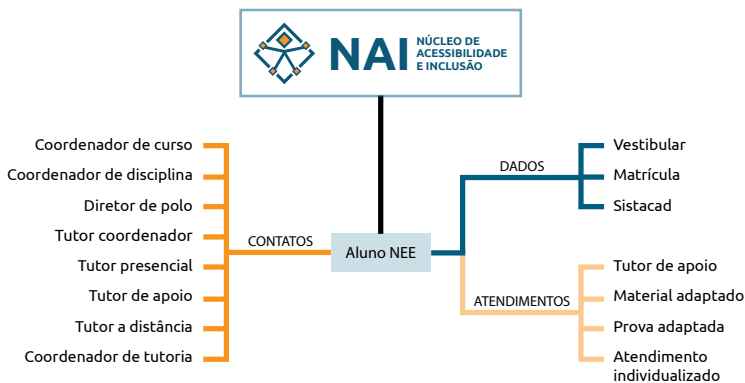 NAI
NÚCLEO DE
ACESSIBILIDADE
E INCLUSÃO
Coordenador de curso
Coordenador de disciplina
Diretor de polo
Tutor coordenador
Tutor presencial
Tutor de apoio
Tutor a distância
Coordenador de tutoria
CONTATOS
Aluno NEE
DADOS
Vestibular
Matrícula
Sistacad
ATENDIMENTOS
Tutor de apoio
Material adaptado
Prova adaptada
Atendimento
individualizado